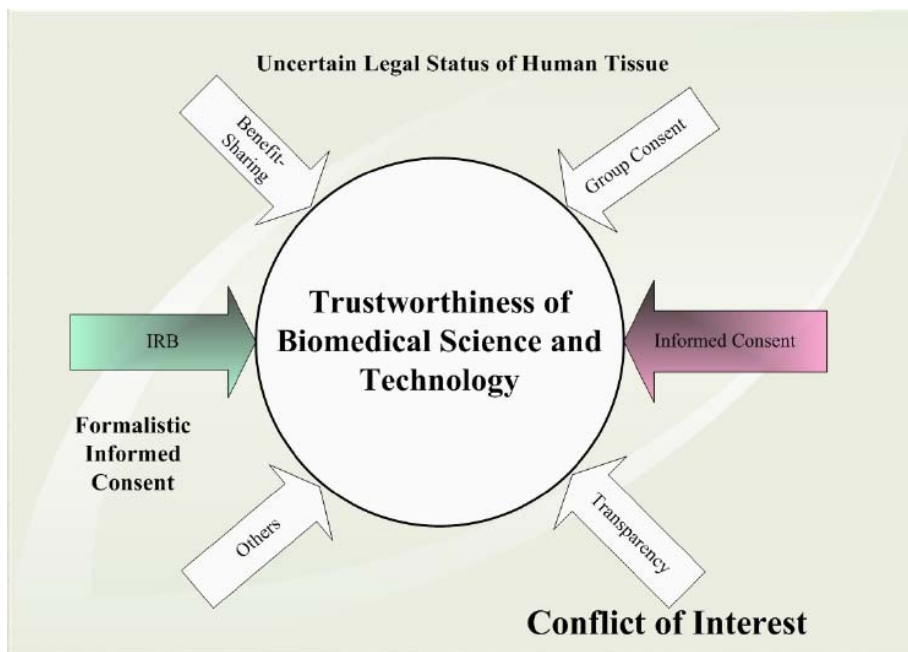 Uncertain Legal Status of Human Tissue
Benefit-
Sharing
Group Consent
Trustworthiness of
Biomedical Science and
Technology
IRB
Informed Consent
Formalistic
Informed
Consent
Others
Transparency
Conflict of Interest